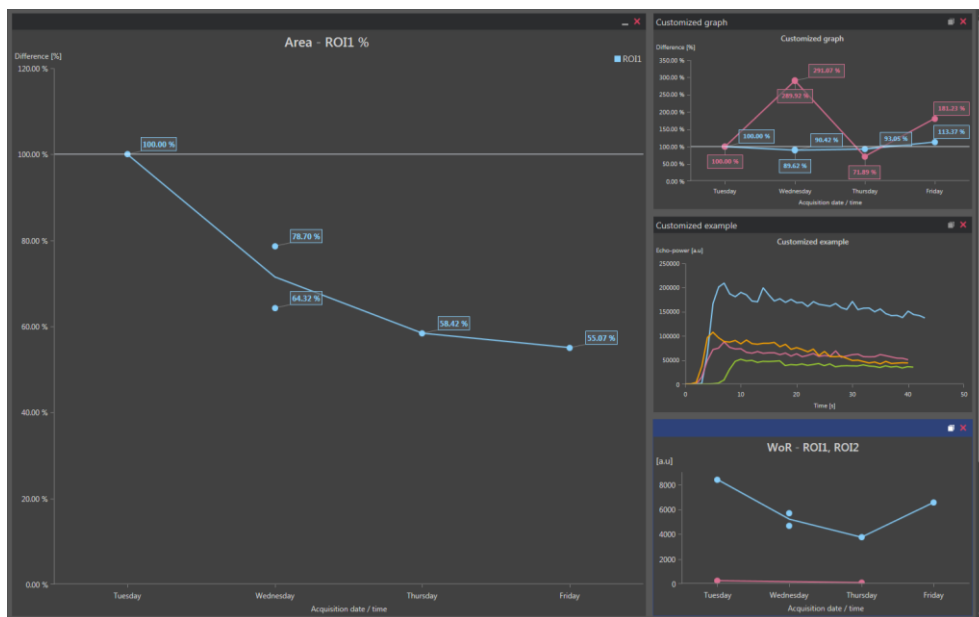 Area - ROI1 %
Difference [%]
ROI1
120.00 %
100.00 %
80.00 %
60.00 %
40.00 %
20.00 %
0.00 %
100.00 %
78.70 %
64.32 %
58.42 %
55.07 %
Tuesday Wednesday Thursday Friday
Acquisition date / time
Customized graph
Customized graph
Difference [%]
350.00 %
300.00 %
250.00 %
200.00 %
150.00 %
100.00 %
50.00 %
0.00 %
289.92 %
181.23 %
100.00 %
90.42 %
93.05 %
113.37 %
100.00 %
89.62 %
71.89 %
Tuesday Wednesday Thursday Friday
Acquisition date / time
Customized example
Customized example
Echo-power [a.u]
250000
200000
150000
100000
50000
0
0 10 20 30 40 50
Time [s]
WoR - ROI1, ROI2
[a.u]
8000
6000
4000
2000
0
Tuesday Wednesday Thursday Friday
Acquisition date / time